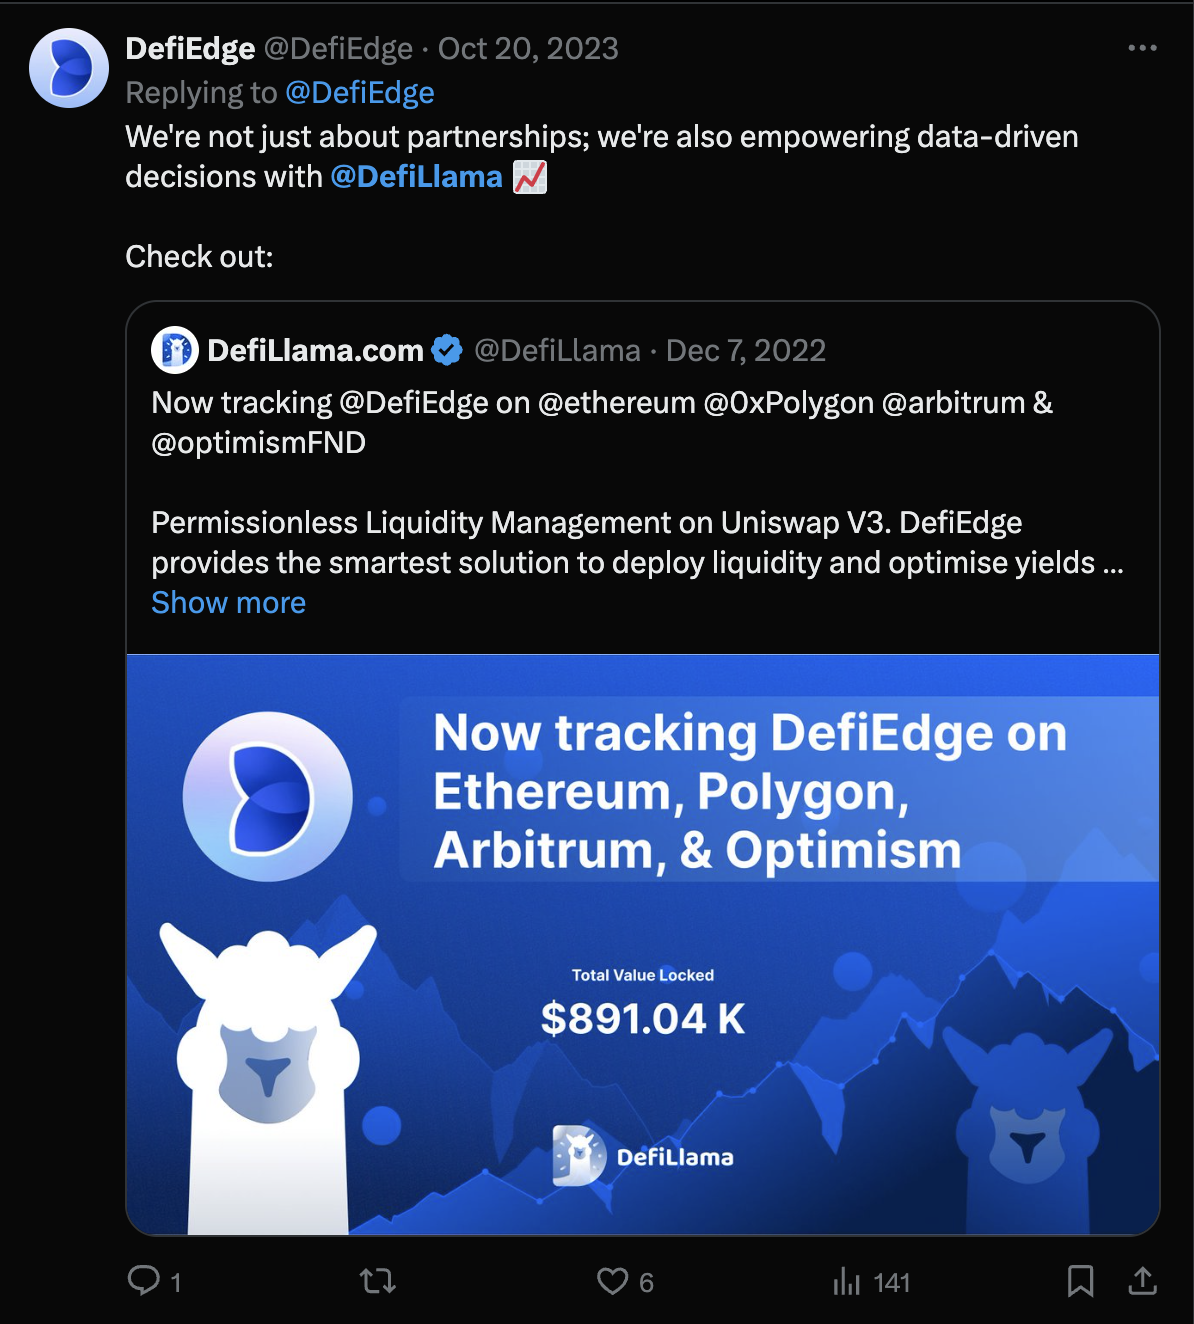 DefiEdge @DefiEdge · Oct 20, 2023
Replying to @DefiEdge
We're not just about partnerships; we're also empowering data-driven
decisions with @DefiLlama 📈
Check out:
DefiLlama.com @DefiLlama · Dec 7, 2022
Now tracking @DefiEdge on @ethereum @0xPolygon @arbitrum &
@optimismFND
Permissionless Liquidity Management on Uniswap V3. DefiEdge
provides the smartest solution to deploy liquidity and optimise yields ...
Show more
Now tracking DefiEdge on
Ethereum, Polygon,
Arbitrum, & Optimism
Total Value Locked
$891.04 K
DefiLlama
1 6 141